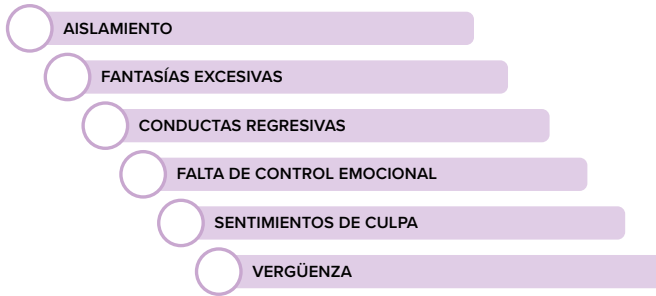 AISLAMIENTO
FANTASÍAS EXCESIVAS
CONDUCTAS REGRESIVAS
FALTA DE CONTROL EMOCIONAL
SENTIMIENTOS DE CULPA
VERGÜENZA